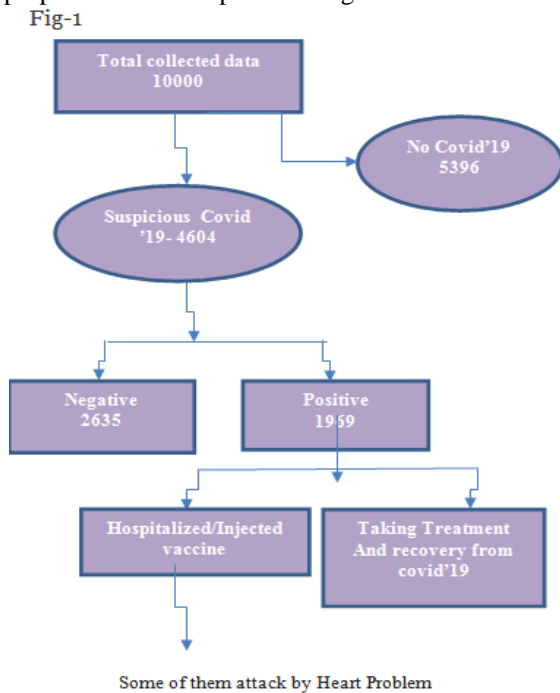 Fig-1
Total collected data
10000
No Covid'19
5396
Suspicious Covid
'19- 4604
Negative
2635
Positive
1969
Hospitalized/Injected
vaccine
Taking Treatment
And recovery from
covid'19
Some of them attack by Heart Problem